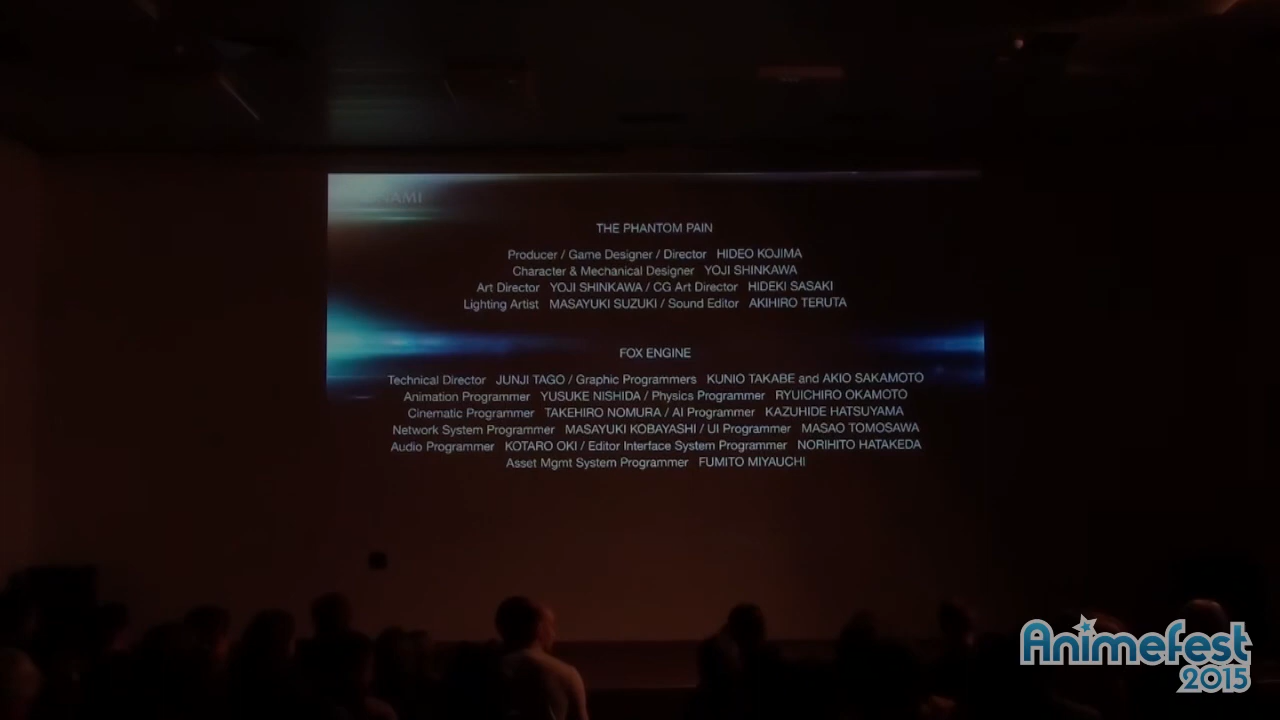 THE PHANTOM PAIN
Producer / Game Designer / Director HIDEO KOJIMA
Character & Mechanical Designer YOJI SHINKAWA
Art Director YOJI SHINKAWA / CG Art Director HIDEKI SASAKI
Lighting Artist MASAYUKI SUZUKI / Sound Editor AKIHIRO TERUTA
FOX ENGINE
Technical Director JUNJI TAGO / Graphic Programmers KUNIO TAKABE and AKIO SAKAMOTO
Animation Programmer YUSUKE NISHIDA / Physics Programmer RYUICHIRO OKAMOTO
Cinematic Programmer TAKEHIRO NOMURA / AI Programmer KAZUHIDE HATSUYAMA
Network System Programmer MASAYUKI KOBAYASHI / UI Programmer MASAO TOMOSAWA
Audio Programmer KOTARO OKI / Editor Interface System Programmer NORIHITO HATAKEDA
Asset Mgmt System Programmer FUMITO MIYAUCHI
Animefest
2015